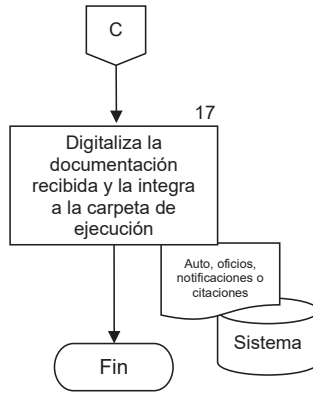 C
17
Digitaliza la
documentación
recibida y la integra
a la carpeta de
ejecución
Auto, oficios,
notificaciones o
citaciones
Sistema
Fin